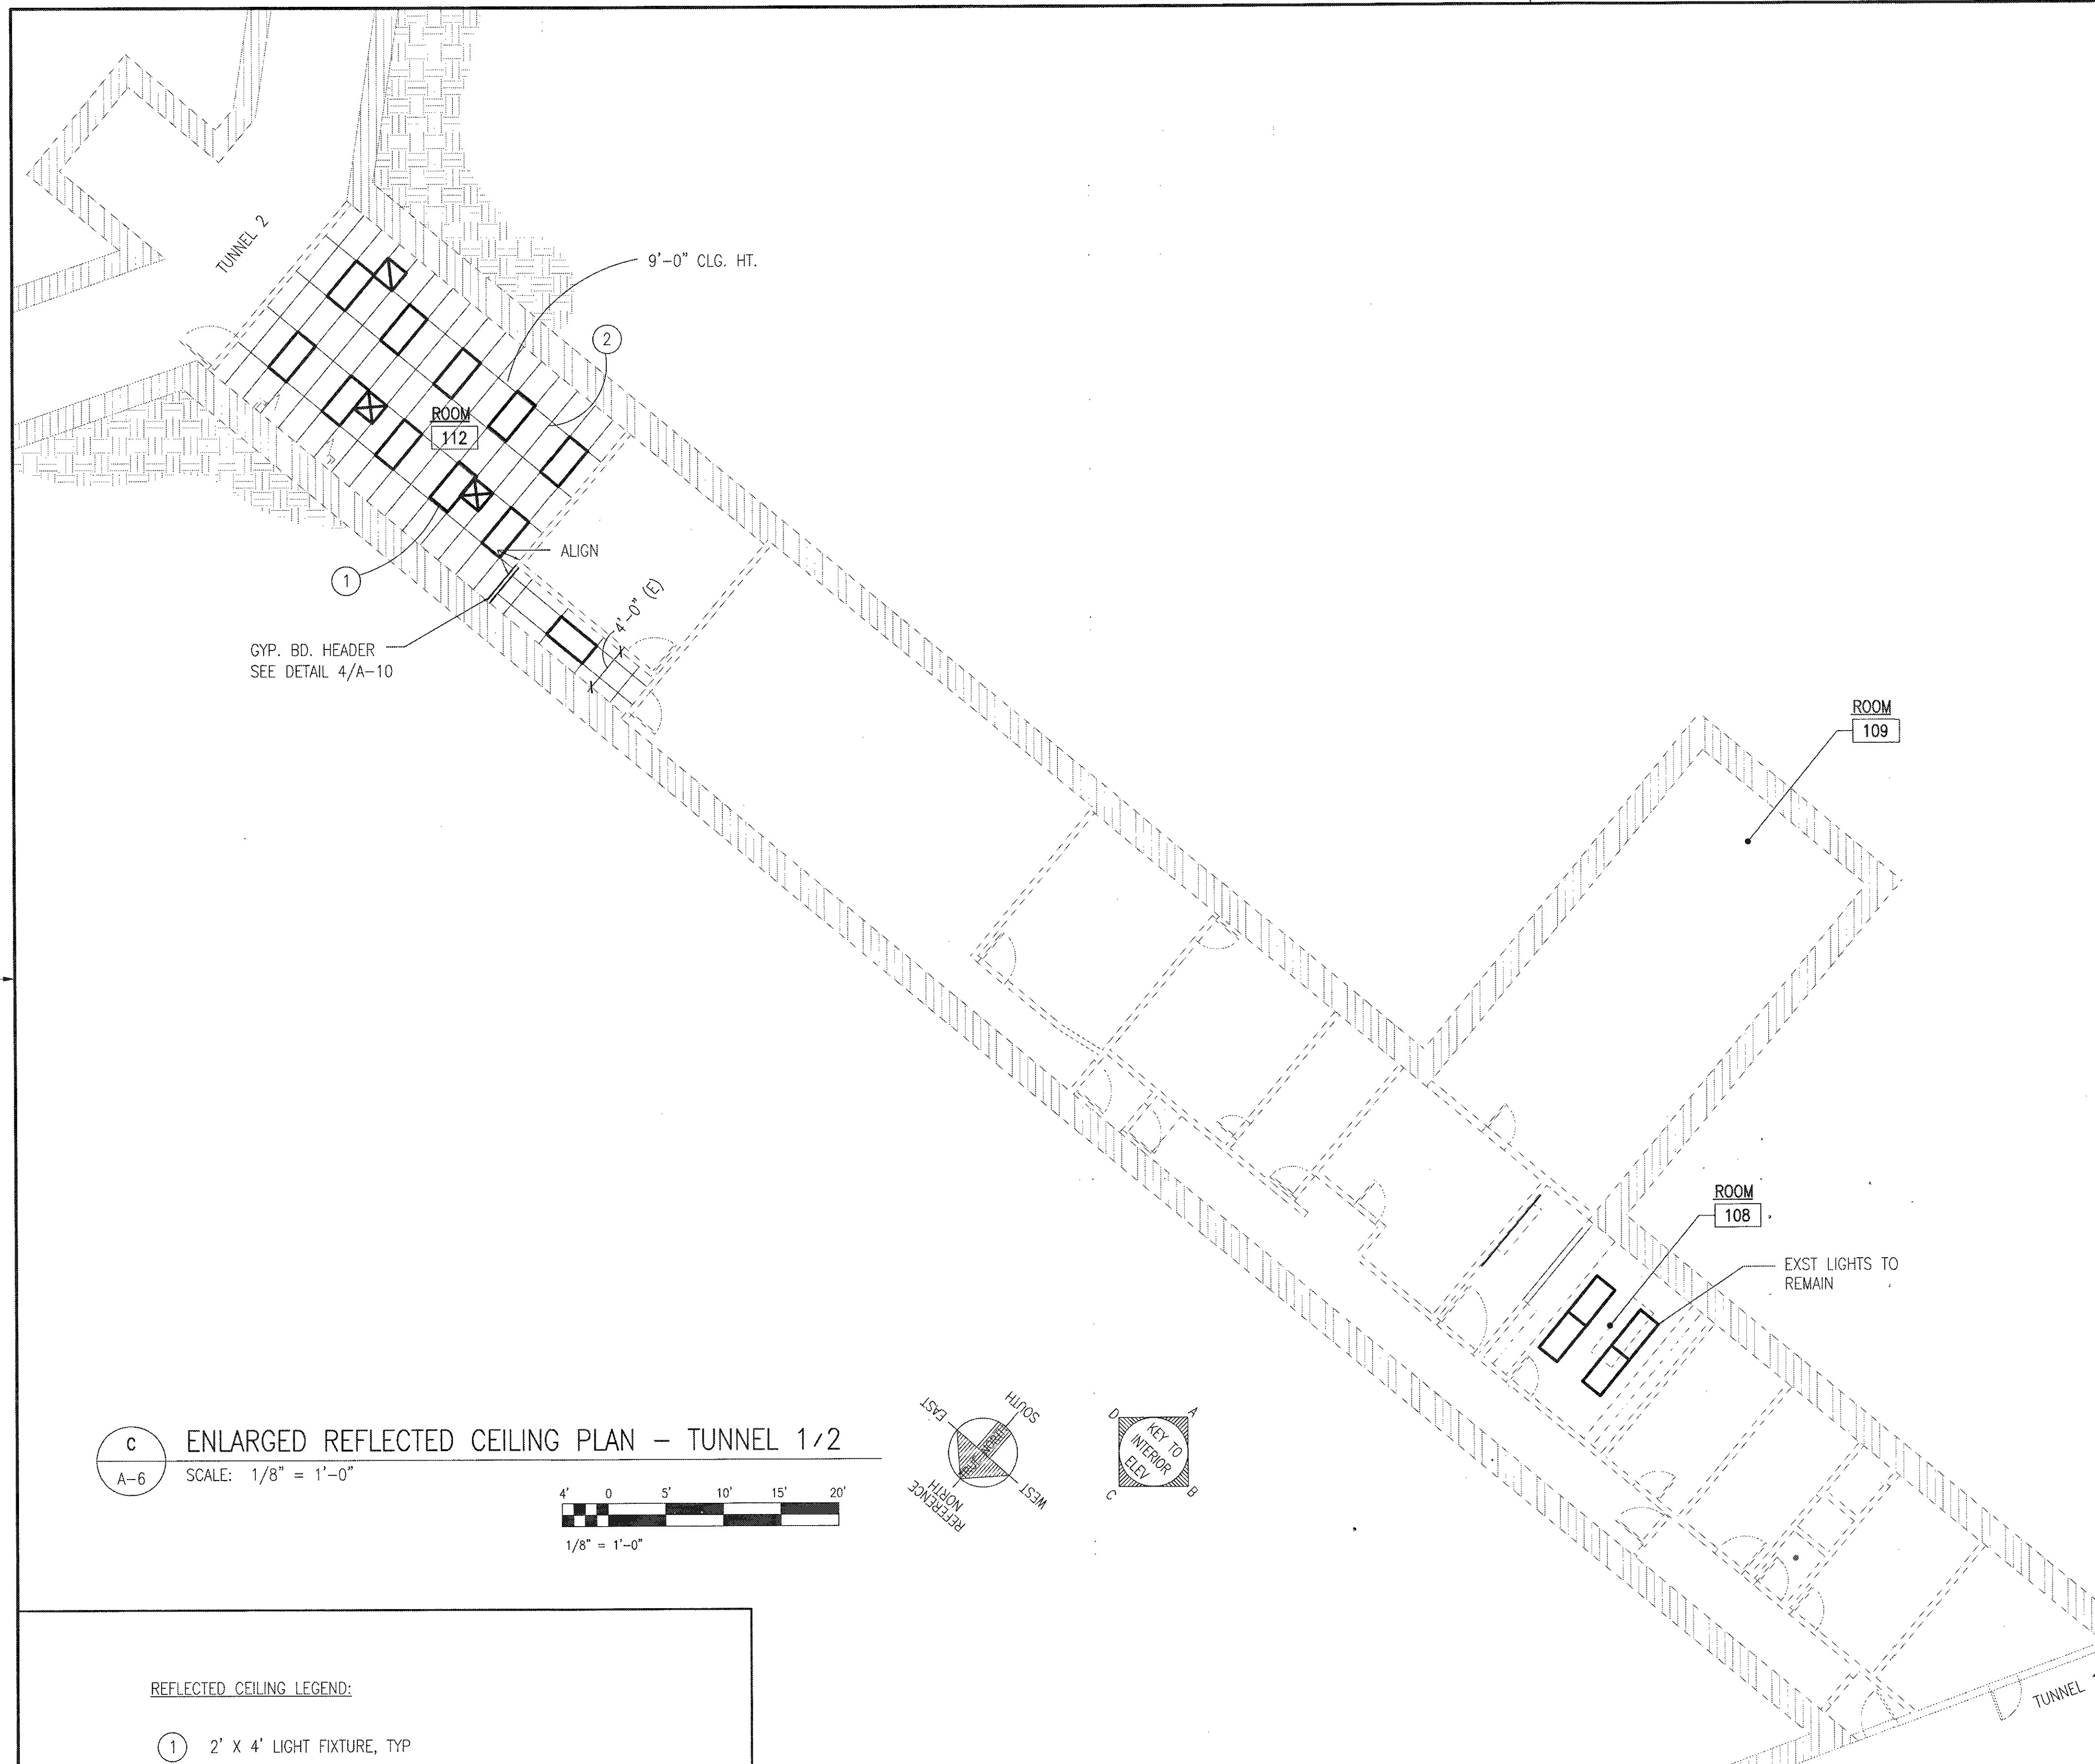 TUNNEL 2
9'-0" CLG. HT.
2
ROOM
112
ALIGN
1
4'-0" (E)
GYP. BD. HEADER
SEE DETAIL 4/A-10
ROOM
109
ROOM
108
EXST LIGHTS TO
REMAIN
C
A-6
ENLARGED REFLECTED CEILING PLAN - TUNNEL 1/2
SCALE: 1/8" = 1'-0"
4' 0 5' 10' 15' 20'
1/8" = 1'-0"
EAST
SOUTH
WEST
REFERENCE
NORTH
D
A
KEY TO
INTERIOR
ELEV
C
B
TUNNEL
REFLECTED CEILING LEGEND:
1 2' X 4' LIGHT FIXTURE, TYP